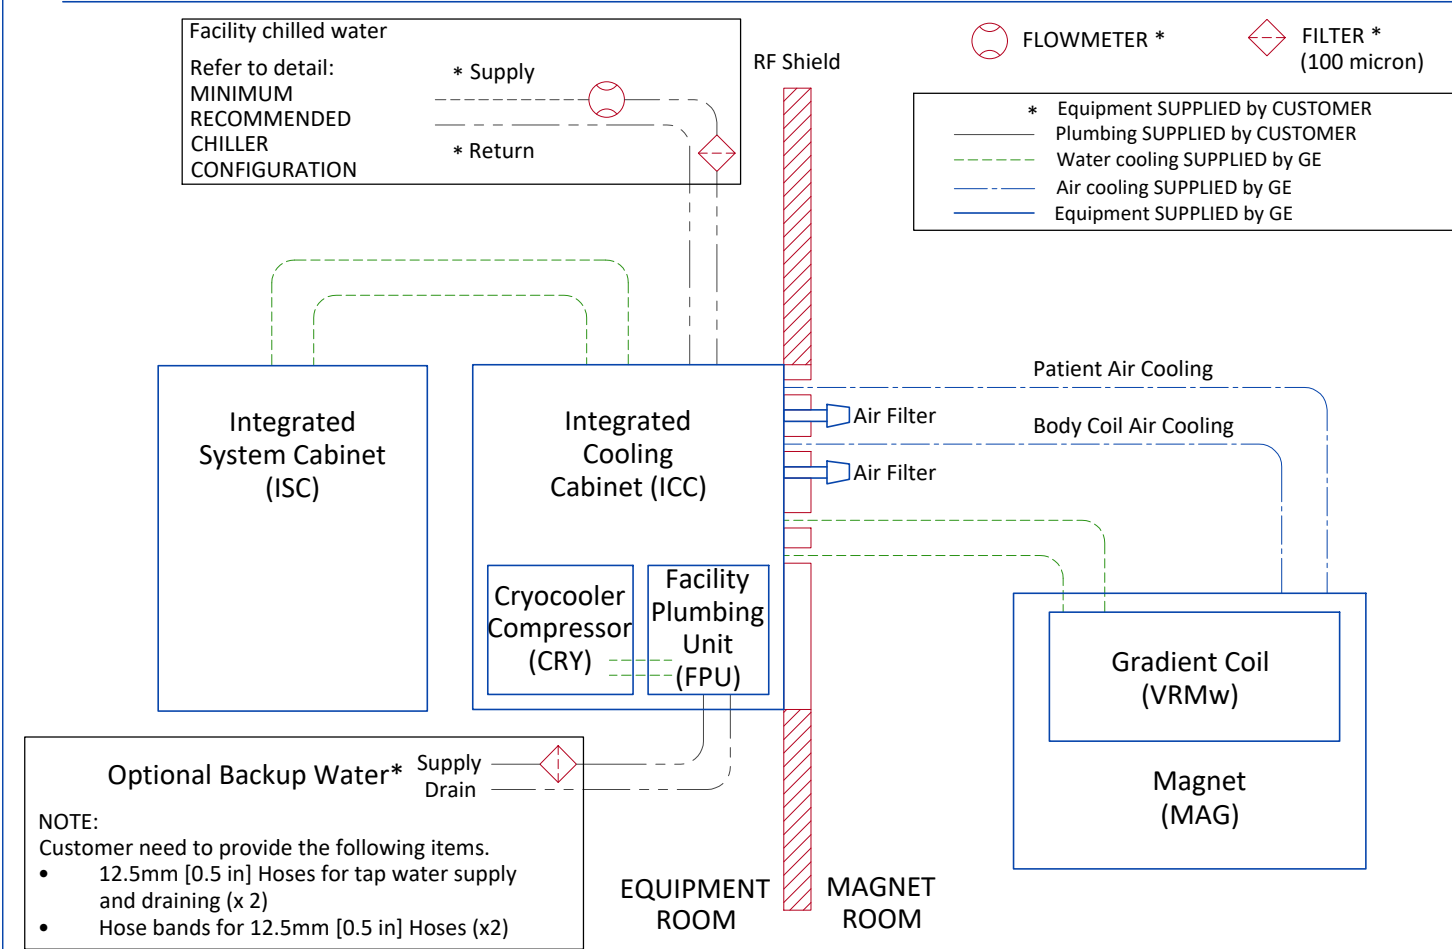 Facility chilled water
Refer to detail:
MINIMUM
RECOMMENDED
CHILLER
CONFIGURATION
* Supply
* Return
RF Shield
FLOWMETER *
FILTER *
(100 micron)
* Equipment SUPPLIED by CUSTOMER
Plumbing SUPPLIED by CUSTOMER
Water cooling SUPPLIED by GE
Air cooling SUPPLIED by GE
Equipment SUPPLIED by GE
Integrated
System Cabinet
(ISC)
Integrated
Cooling
Cabinet (ICC)
Patient Air Cooling
Air Filter
Body Coil Air Cooling
Air Filter
Cryocooler
Compressor
(CRY)
Facility
Plumbing
Unit
(FPU)
Gradient Coil
(VRMw)
Magnet
(MAG)
Optional Backup Water*
Supply
Drain
NOTE:
Customer need to provide the following items.
• 12.5mm [0.5 in] Hoses for tap water supply
and draining (x 2)
• Hose bands for 12.5mm [0.5 in] Hoses (x2)
EQUIPMENT
ROOM
MAGNET
ROOM